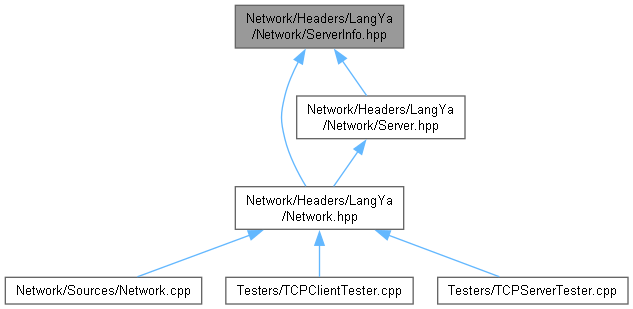 Network/Headers/LangYa
/Network/ServerInfo.hpp
Network/Headers/LangYa
/Network/Server.hpp
Network/Headers/LangYa
/Network.hpp
Network/Sources/Network.cpp
Testers/TCPClientTester.cpp
Testers/TCPServerTester.cpp